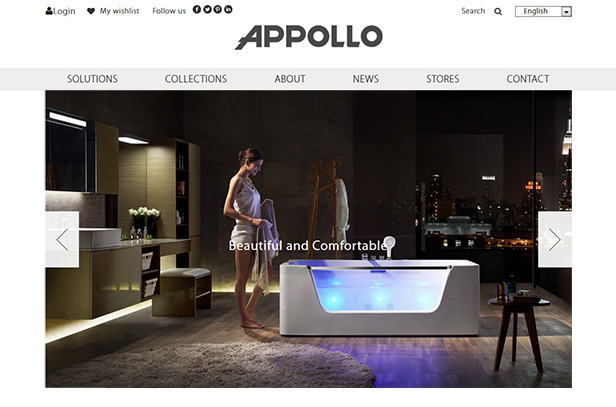 Login My wishlist Follow us Search English
APPOLLO
SOLUTIONS COLLECTIONS ABOUT NEWS STORES CONTACT
Beautiful and Comfortable